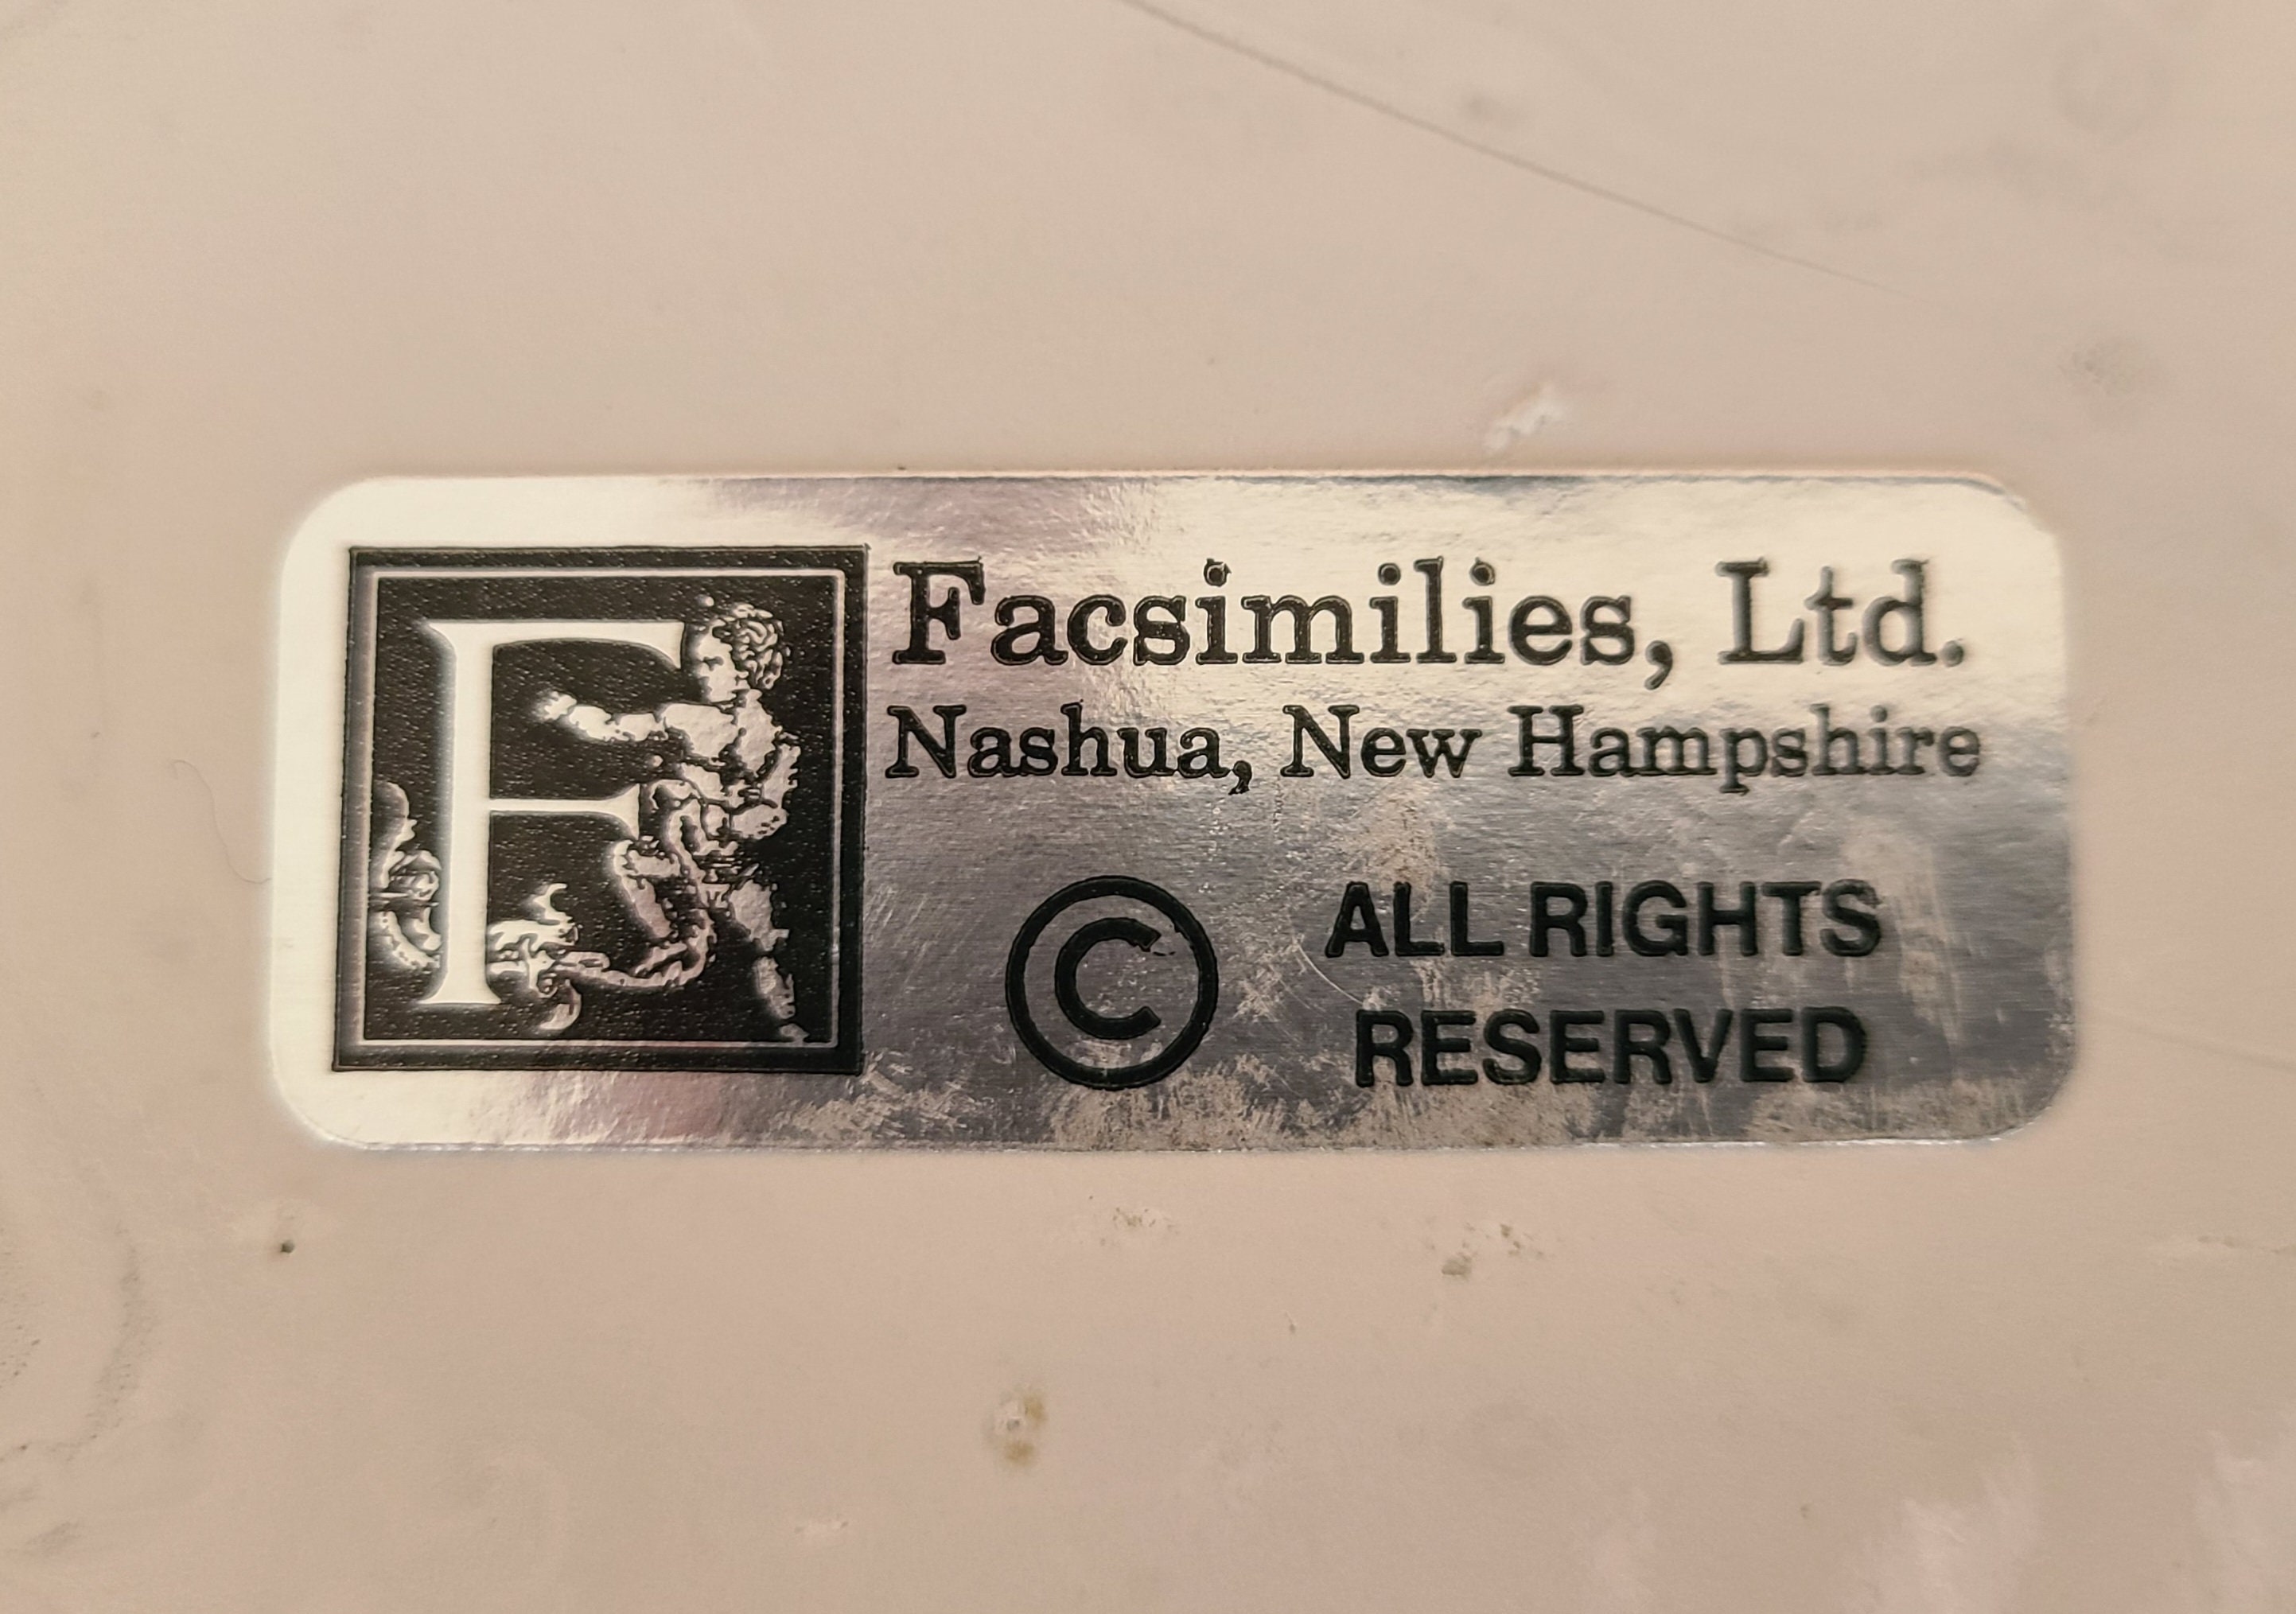 F
Facsimilies, Ltd.
Nashua, New Hampshire
© ALL RIGHTS
RESERVED